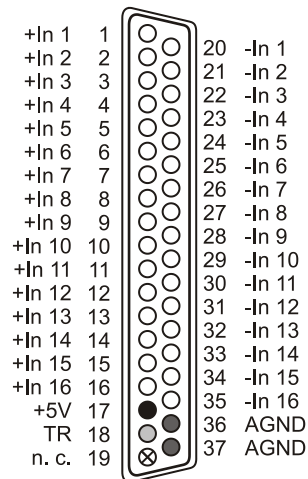 +In 1 1
20 -In 1
+In 2 2
21 -In 2
+In 3 3
22 -In 3
+In 4 4
23 -In 4
+In 5 5
24 -In 5
+In 6 6
25 -In 6
+In 7 7
26 -In 7
+In 8 8
27 -In 8
+In 9 9
28 -In 9
+In 10 10
29 -In 10
+In 11 11
30 -In 11
+In 12 12
31 -In 12
+In 13 13
32 -In 13
+In 14 14
33 -In 14
+In 15 15
34 -In 15
+In 16 16
35 -In 16
+5V 17
36 AGND
TR 18
37 AGND
n. c. 19